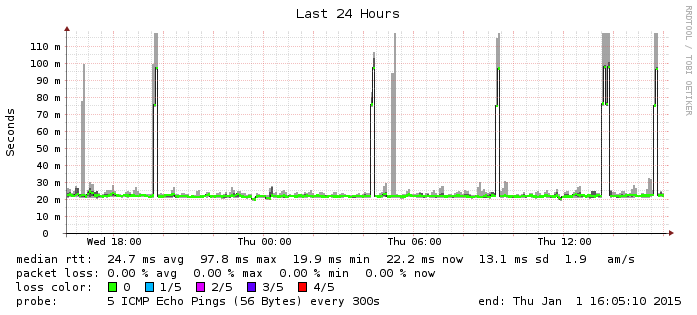 Last 24 Hours
RRDTOOL / TOBI OETIKER
Seconds
110 m
100 m
90 m
80 m
70 m
60 m
50 m
40 m
30 m
20 m
10 m
0
Wed 18:00 Thu 00:00 Thu 06:00 Thu 12:00
median rtt: 24.7 ms avg 97.8 ms max 19.9 ms min 22.2 ms now 13.1 ms sd 1.9 am/s
packet loss: 0.00 % avg 0.00 % max 0.00 % min 0.00 % now
loss color: 0 1/5 2/5 3/5 4/5
probe: 5 ICMP Echo Pings (56 Bytes) every 300s end: Thu Jan 1 16:05:10 2015